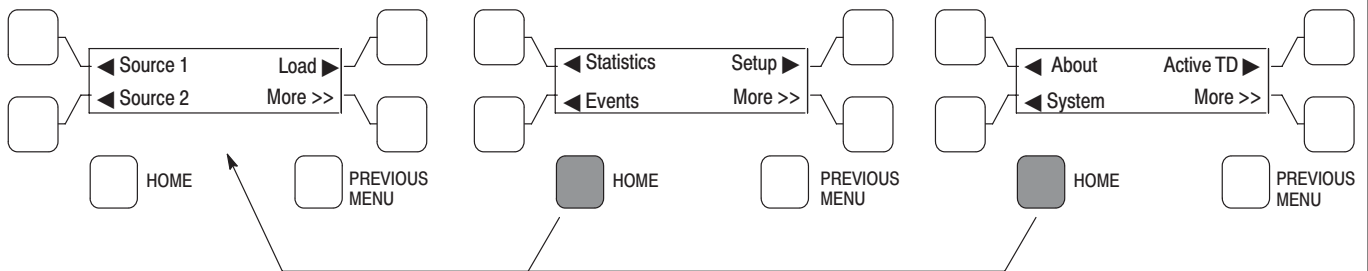 ◀ Source 1 Load ▶
◀ Source 2 More >>
HOME
PREVIOUS
MENU
◀ Statistics Setup ▶
◀ Events More >>
HOME
PREVIOUS
MENU
◀ About Active TD ▶
◀ System More >>
HOME
PREVIOUS
MENU